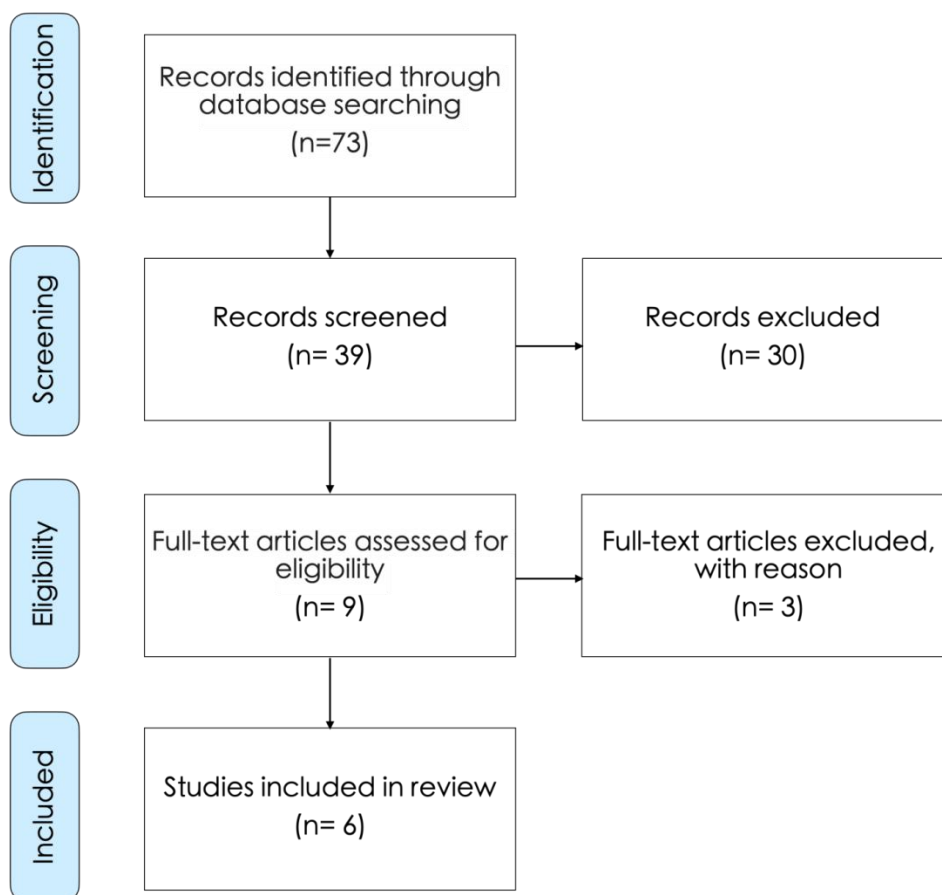 Identification
Records identified through
database searching
(n=73)
Screening
Records screened
(n= 39)
Records excluded
(n= 30)
Eligibility
Full-text articles assessed for
eligibility
(n= 9)
Full-text articles excluded,
with reason
(n= 3)
Included
Studies included in review
(n= 6)